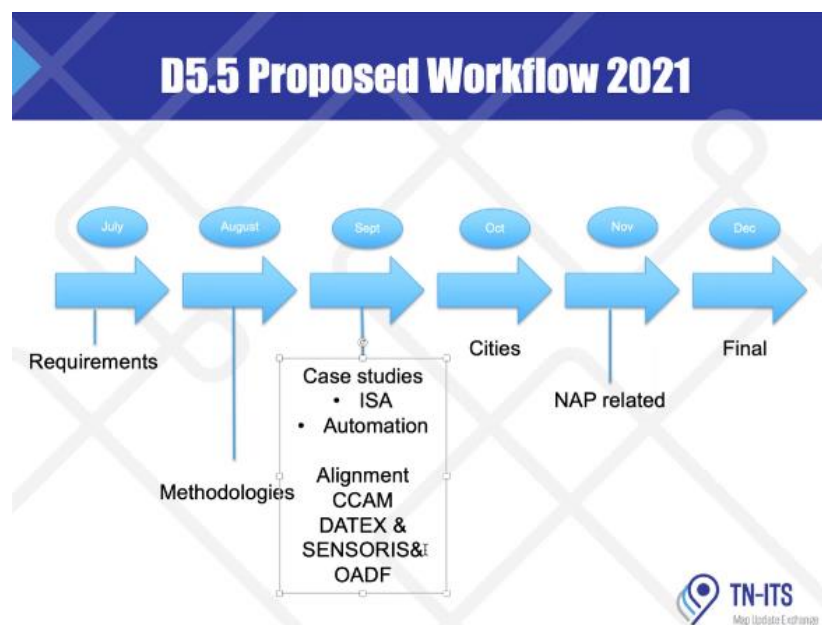 D5.5 Proposed Workflow 2021
July
August
Sept
Oct
Nov
Dec
Requirements
Methodologies
Case studies
• ISA
• Automation
Alignment
CCAM
DATEX &
SENSORIS&
OADF
Cities
NAP related
Final
TN-ITS
Map Update Exchange